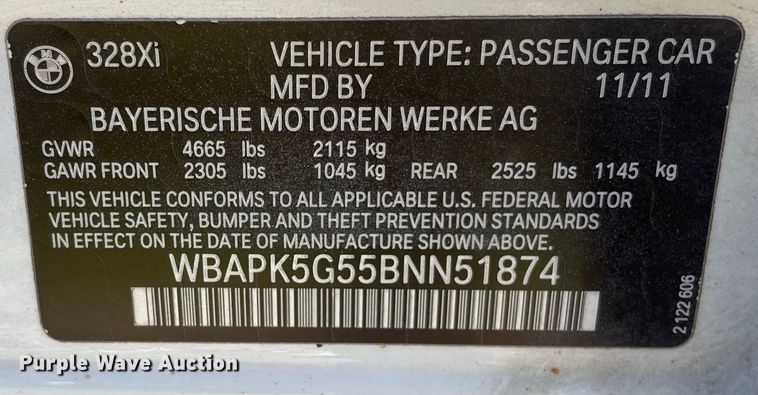 BMW
328Xi VEHICLE TYPE: PASSENGER CAR
MFD BY 11/11
BAYERISCHE MOTOREN WERKE AG
GVWR 4665 lbs 2115 kg
GAWR FRONT 2305 lbs 1045 kg REAR 2525 lbs 1145 kg
THIS VEHICLE CONFORMS TO ALL APPLICABLE U.S. FEDERAL MOTOR
VEHICLE SAFETY, BUMPER AND THEFT PREVENTION STANDARDS
IN EFFECT ON THE DATE OF MANUFACTURE SHOWN ABOVE.
WBAPK5G55BNN51874
2 122 606
Purple Wave Auction